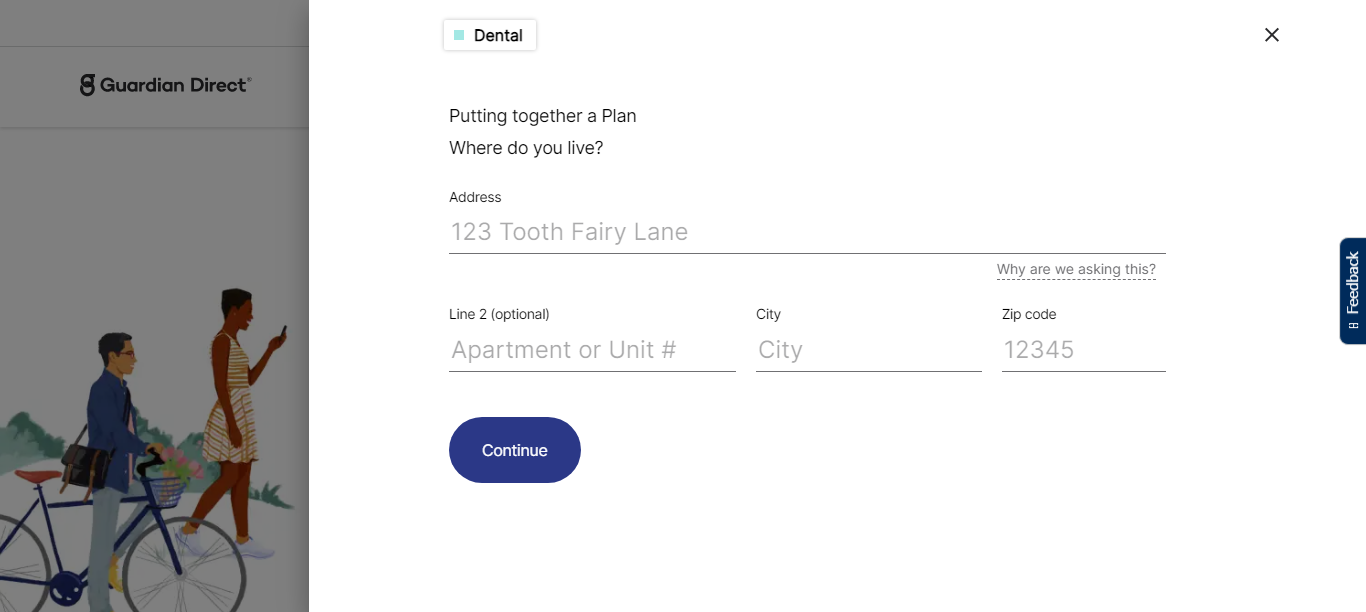 Dental
Guardian Direct®
Putting together a Plan
Where do you live?
Address
123 Tooth Fairy Lane
Why are we asking this?
Line 2 (optional)
City
Zip code
Apartment or Unit #
City
12345
Continue
Feedback